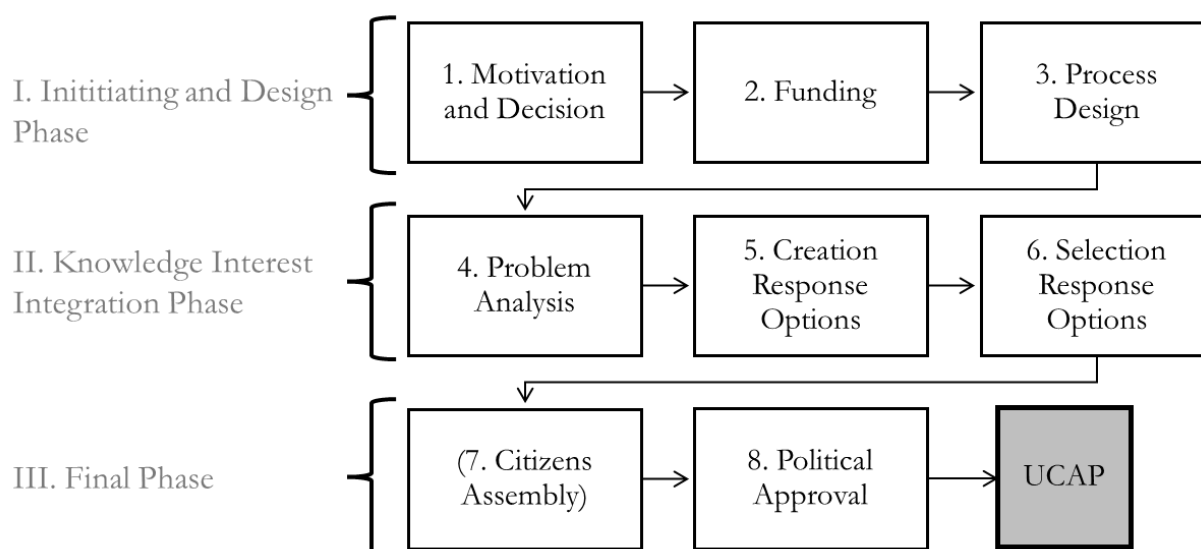 I. Inititiating and Design
Phase
1. Motivation
and Decision
2. Funding
3. Process
Design
II. Knowledge Interest
Integration Phase
4. Problem
Analysis
5. Creation
Response
Options
6. Selection
Response
Options
III. Final Phase
(7. Citizens
Assembly)
8. Political
Approval
UCAP